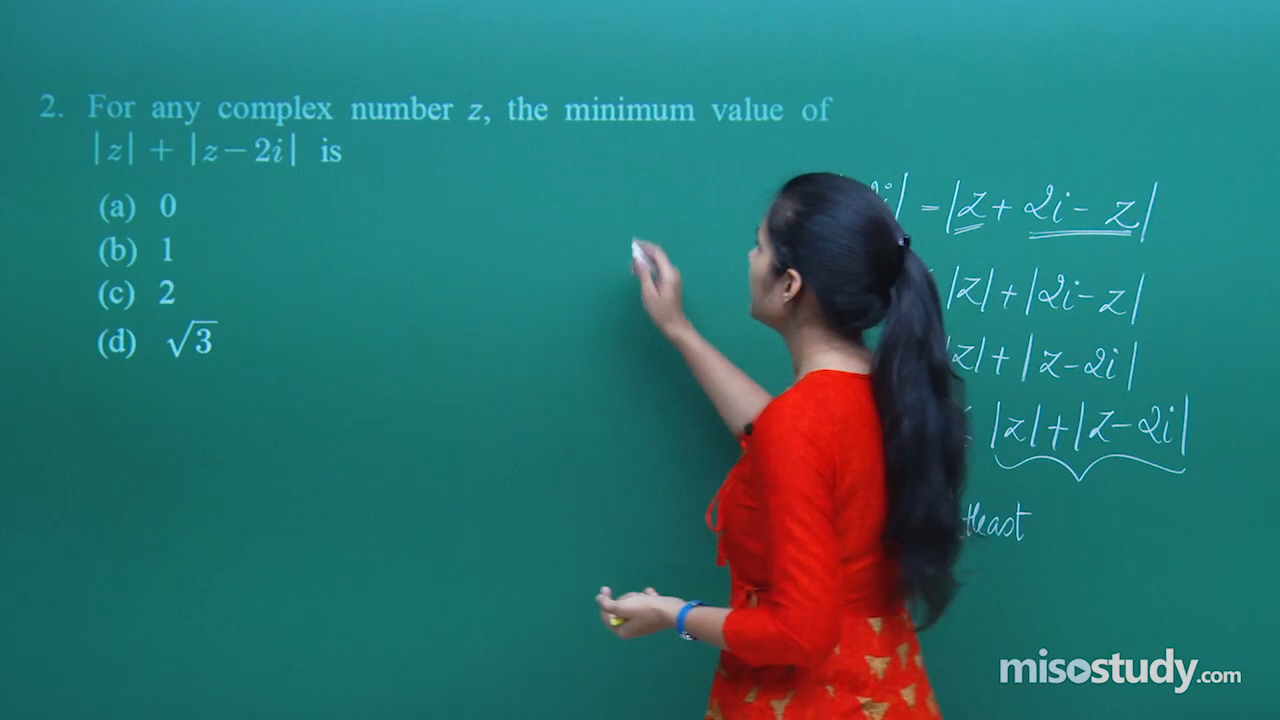 2. For any complex number z, the minimum value of
|z| + |z-2i| is
(a) 0
(b) 1
(c) 2
(d) √3
2i| = |z + 2i - z|
|z| + |2i - z|
z| + |z - 2i|
|z| + |z - 2i|
misostudy.com